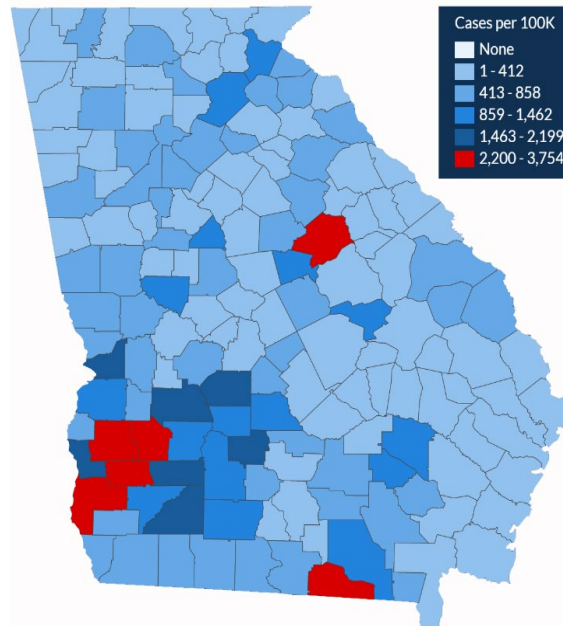 Cases per 100K
None
1 - 412
413 - 858
859 - 1,462
1,463 - 2,199
2,200 - 3,754